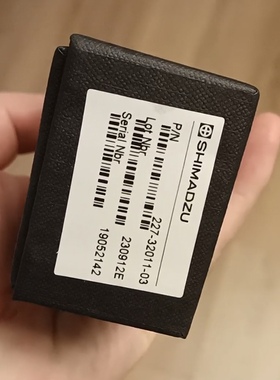 SHIMADZU
P/N 227-32011-03
Lot Nbr 230912E
Serial Nbr 19052142